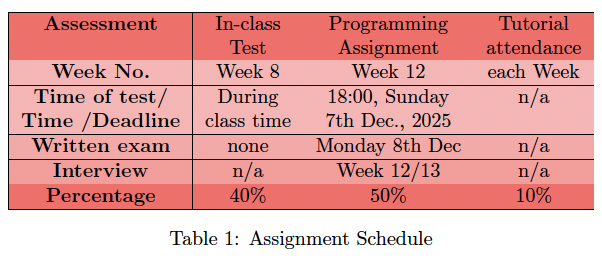 Assessment In-class Programming Tutorial
Test Assignment attendance
Week No. Week 8 Week 12 each Week
Time of test/ During 18:00, Sunday n/a
Time /Deadline class time 7th Dec., 2025
Written exam none Monday 8th Dec n/a
Interview n/a Week 12/13 n/a
Percentage 40% 50% 10%
Table 1: Assignment Schedule